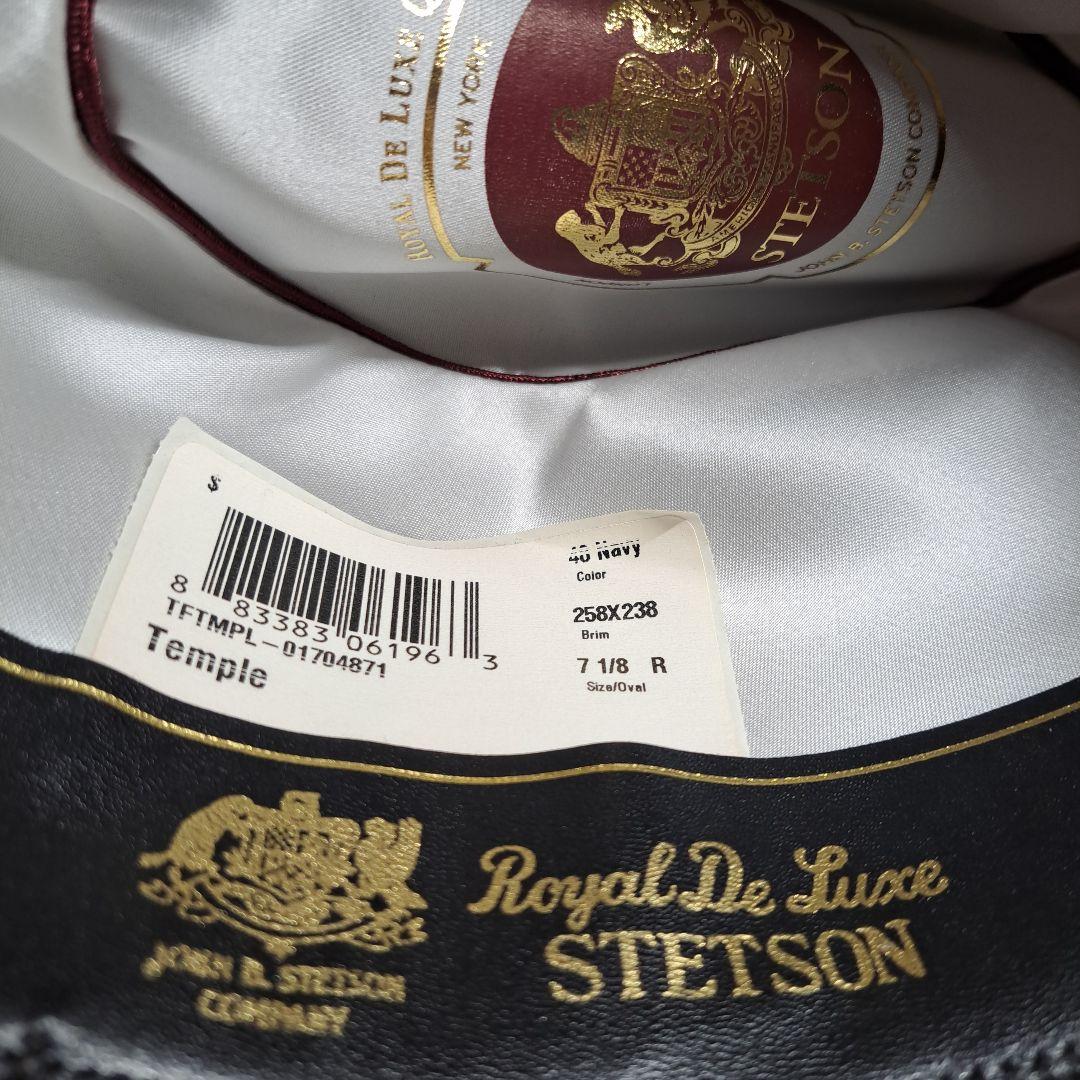 ROYAL DE LUXE
NEW YORK
STETSON
JOHN B. STETSON COMPANY
$
8 83383 06196 3
TFTMPL-01704871
Temple
Navy
Color
258X238
Brim
7 1/8 R
Size/Oval
JOHN B. STETSON
COMPANY
Royal De Luxe
STETSON